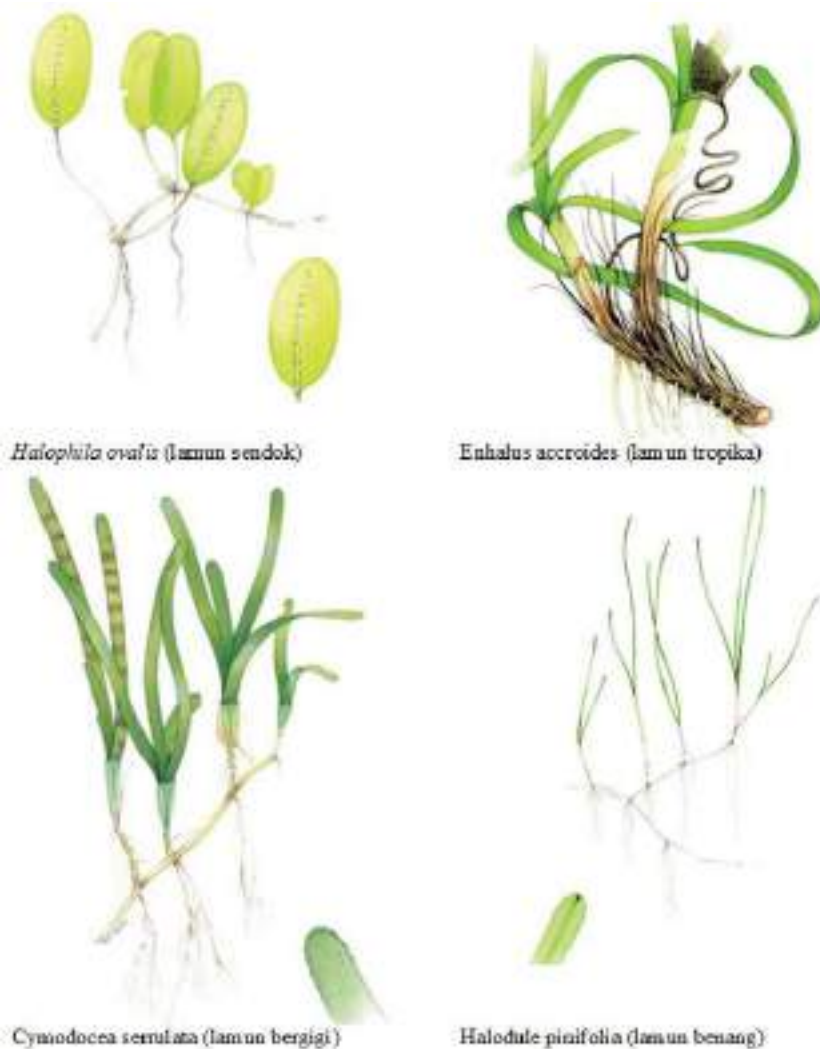 Halophila ovalis (lamun sendok)
Enhalus accroides (lamun tropika)
Cymodocea serrulata (lamun bergigi)
Halodule pinifolia (lamun benang)